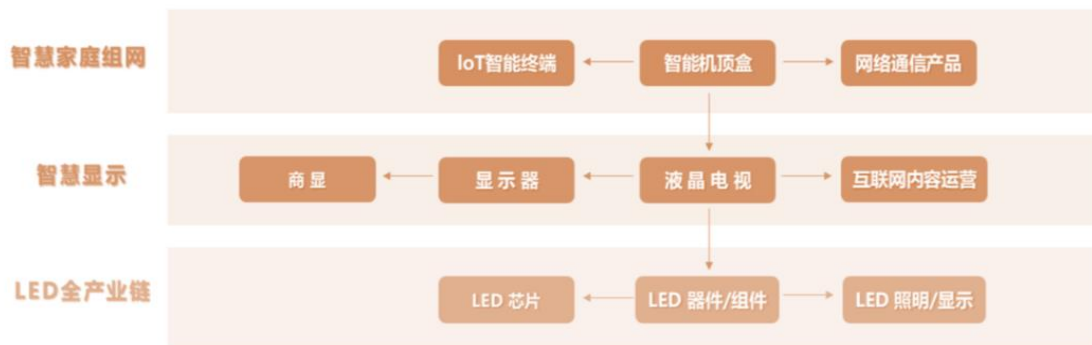 智慧家庭组网
IoT智能终端
智能机顶盒
网络通信产品
智慧显示
商显
显示器
液晶电视
互联网内容运营
LED全产业链
LED 芯片
LED 器件/组件
LED 照明/显示